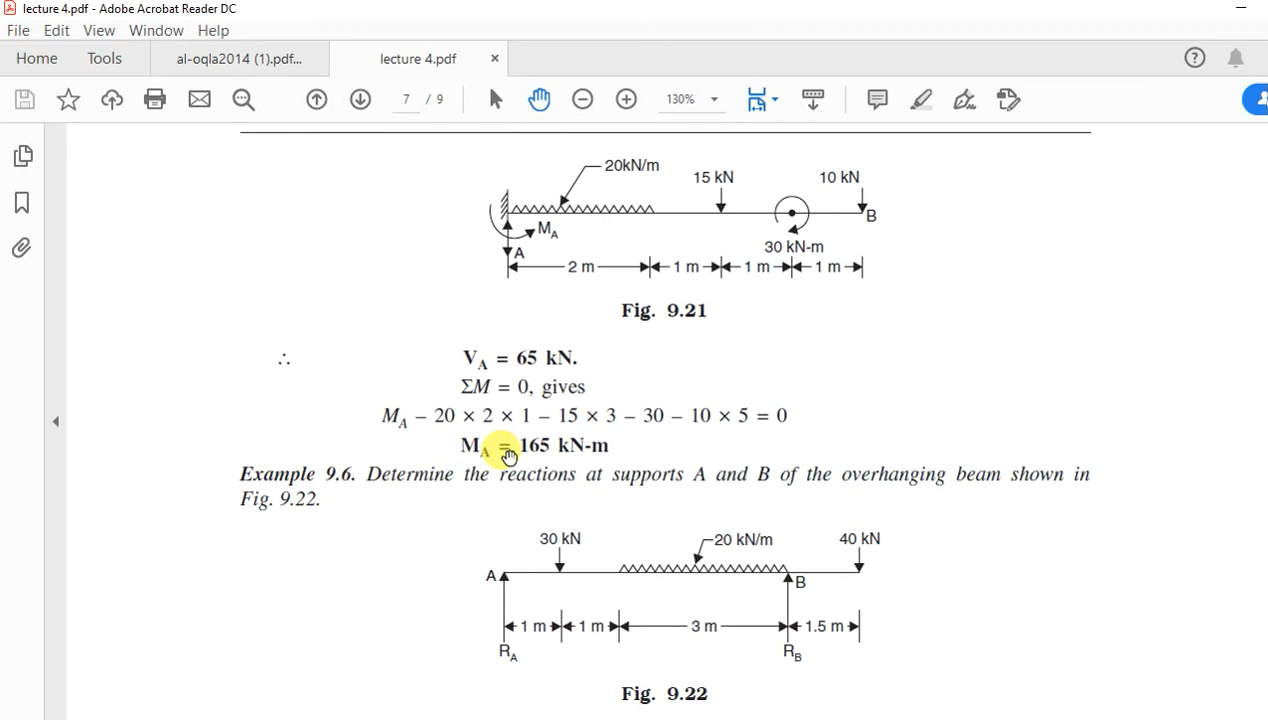 lecture 4.pdf - Adobe Acrobat Reader DC
File Edit View Window Help
Home Tools al-oqla2014 (1).pdf... lecture 4.pdf ×
7 / 9 130%
20kN/m
15 kN 10 kN
B
M_A
A 30 kN-m
2 m 1 m 1 m 1 m
Fig. 9.21
∴ V_A = 65 kN.
ΣM = 0, gives
M_A – 20 × 2 × 1 – 15 × 3 – 30 – 10 × 5 = 0
M_A = 165 kN-m
Example 9.6. Determine the reactions at supports A and B of the overhanging beam shown in
Fig. 9.22.
30 kN 20 kN/m 40 kN
A B
1 m 1 m 3 m 1.5 m
R_A R_B
Fig. 9.22